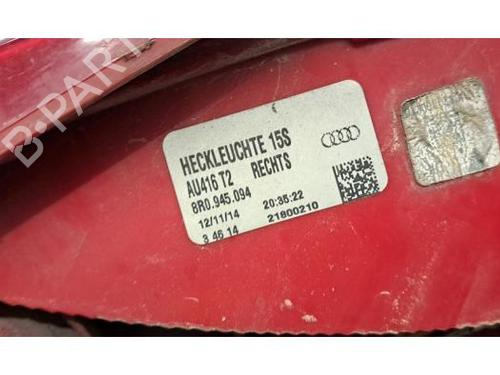 B-PARTS
HECKLEUCHTE 15S
AU416 T2 RECHTS
8R0.945.094
12/11/14 20:35:22
3 46 14 21800210